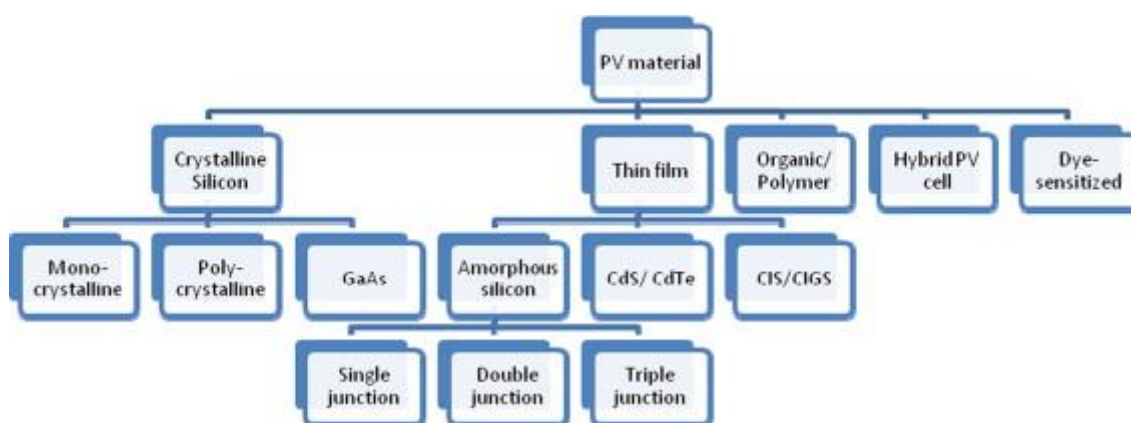 PV material
Crystalline
Silicon
Thin film
Organic/
Polymer
Hybrid PV
cell
Dye-
sensitized
Mono-
crystalline
Poly-
crystalline
GaAs
Amorphous
silicon
CdS/ CdTe
CIS/CIGS
Single
junction
Double
junction
Triple
junction